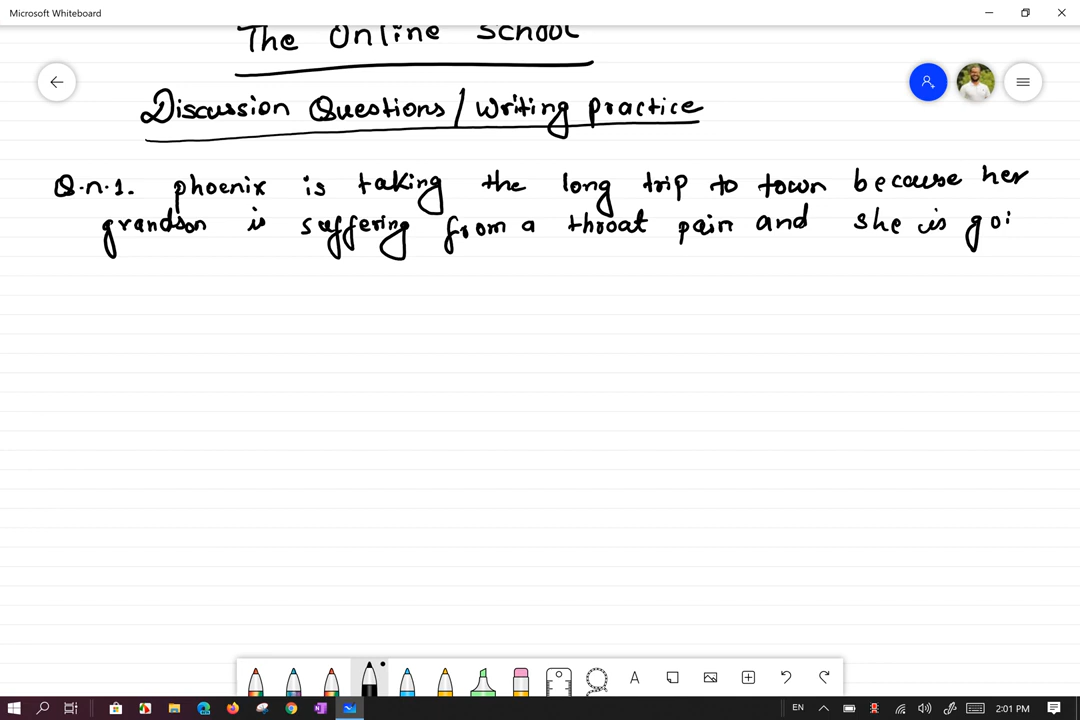 Microsoft Whiteboard
The Online School
Discussion Questions/Writing Practice
Q.n.1. phoenix is taking the long trip to town because her
grandson is suffering from a throat pain and she is goi
A
EN
2:01 PM